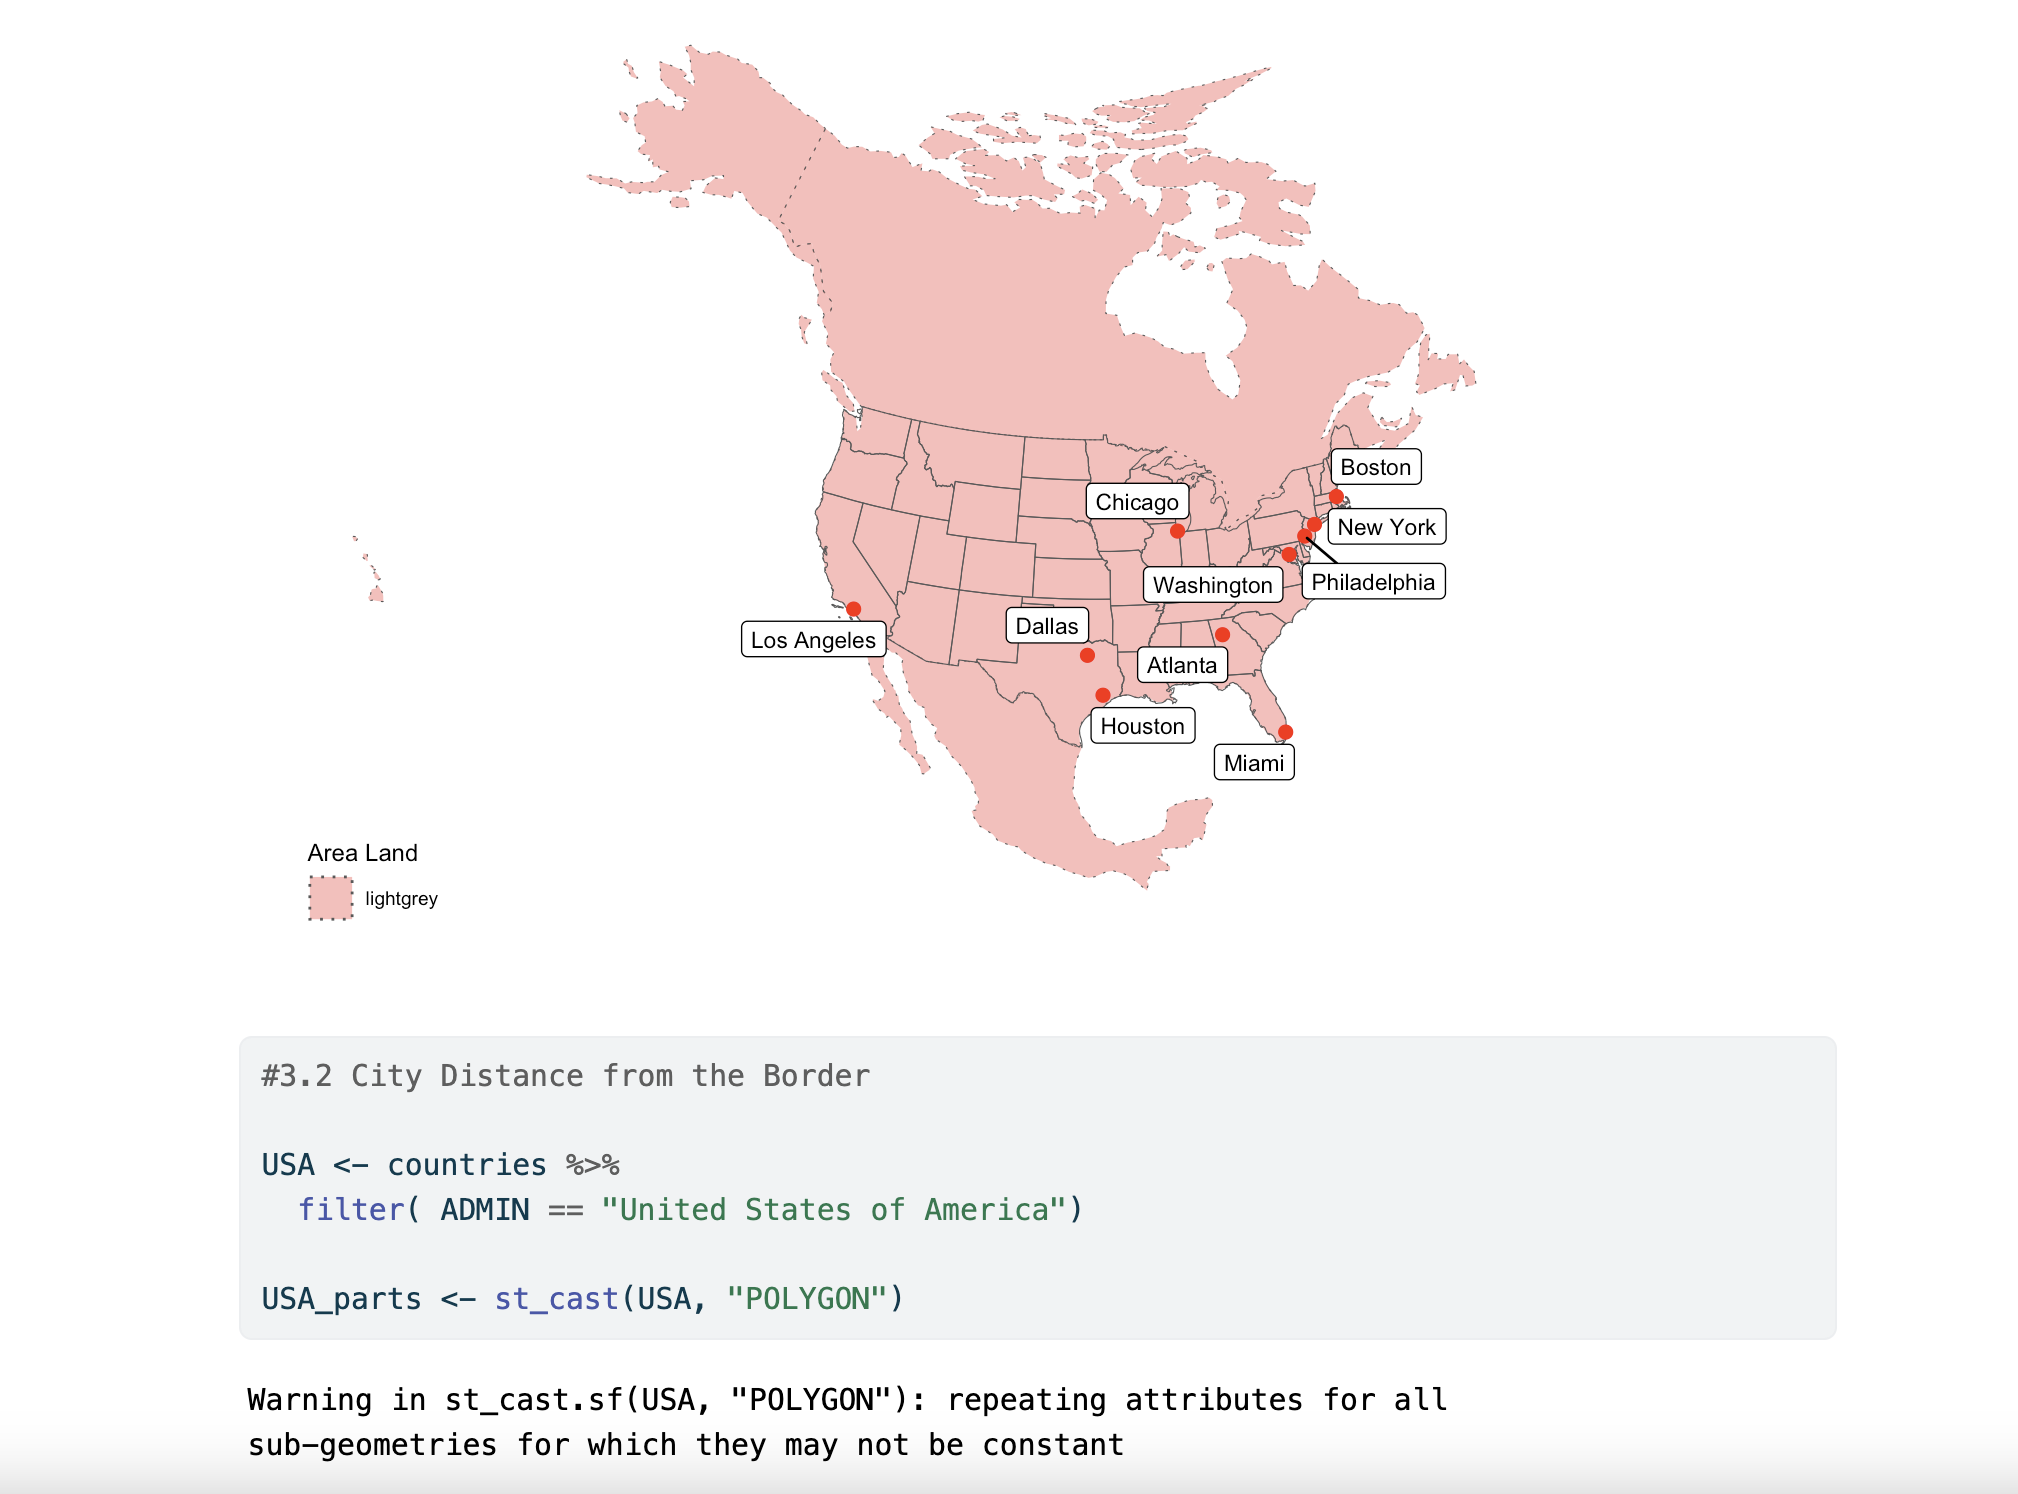 Boston
Chicago
New York
Washington
Philadelphia
Dallas
Los Angeles
Atlanta
Houston
Miami
Area Land
lightgrey
#3.2 City Distance from the Border
USA <- countries %>%
filter( ADMIN == "United States of America")
USA_parts <- st_cast(USA, "POLYGON")
Warning in st_cast.sf(USA, "POLYGON"): repeating attributes for all
sub-geometries for which they may not be constant